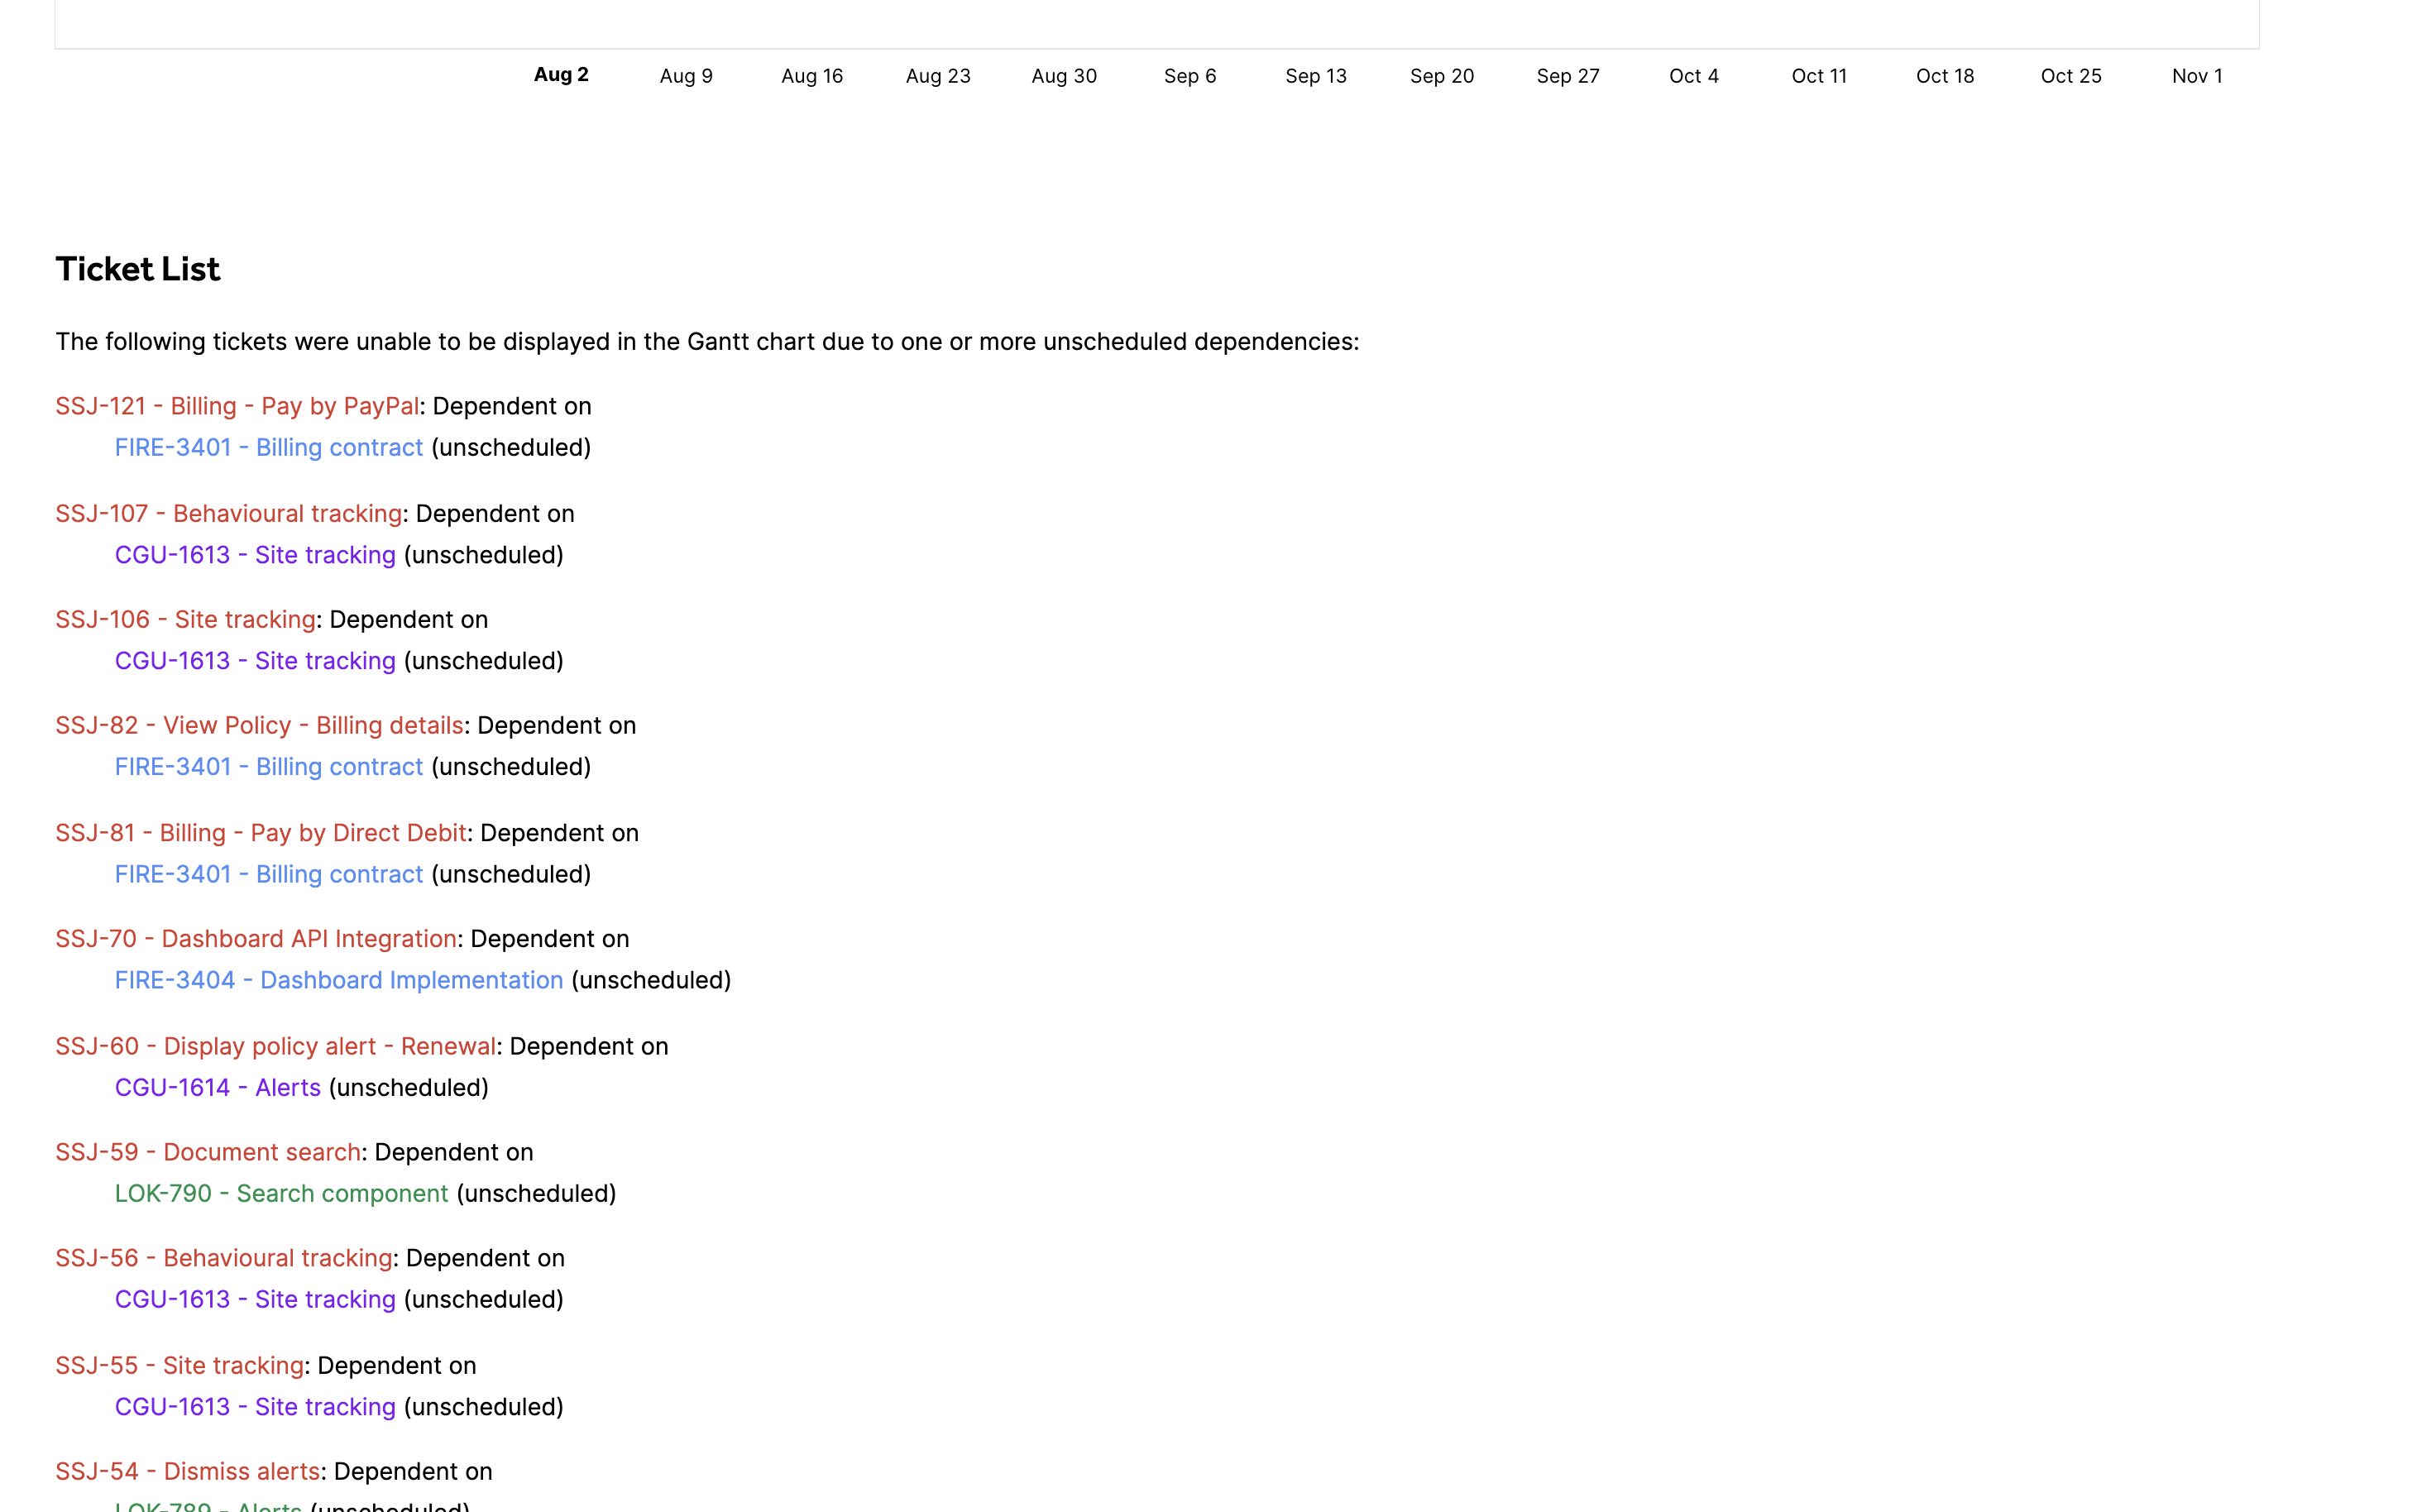 Aug 2 Aug 9 Aug 16 Aug 23 Aug 30 Sep 6 Sep 13 Sep 20 Sep 27 Oct 4 Oct 11 Oct 18 Oct 25 Nov 1
Ticket List
The following tickets were unable to be displayed in the Gantt chart due to one or more unscheduled dependencies:
SSJ-121 - Billing - Pay by PayPal: Dependent on
FIRE-3401 - Billing contract (unscheduled)
SSJ-107 - Behavioural tracking: Dependent on
CGU-1613 - Site tracking (unscheduled)
SSJ-106 - Site tracking: Dependent on
CGU-1613 - Site tracking (unscheduled)
SSJ-82 - View Policy - Billing details: Dependent on
FIRE-3401 - Billing contract (unscheduled)
SSJ-81 - Billing - Pay by Direct Debit: Dependent on
FIRE-3401 - Billing contract (unscheduled)
SSJ-70 - Dashboard API Integration: Dependent on
FIRE-3404 - Dashboard Implementation (unscheduled)
SSJ-60 - Display policy alert - Renewal: Dependent on
CGU-1614 - Alerts (unscheduled)
SSJ-59 - Document search: Dependent on
LOK-790 - Search component (unscheduled)
SSJ-56 - Behavioural tracking: Dependent on
CGU-1613 - Site tracking (unscheduled)
SSJ-55 - Site tracking: Dependent on
CGU-1613 - Site tracking (unscheduled)
SSJ-54 - Dismiss alerts: Dependent on
LOK-789 - Alerts (unscheduled)